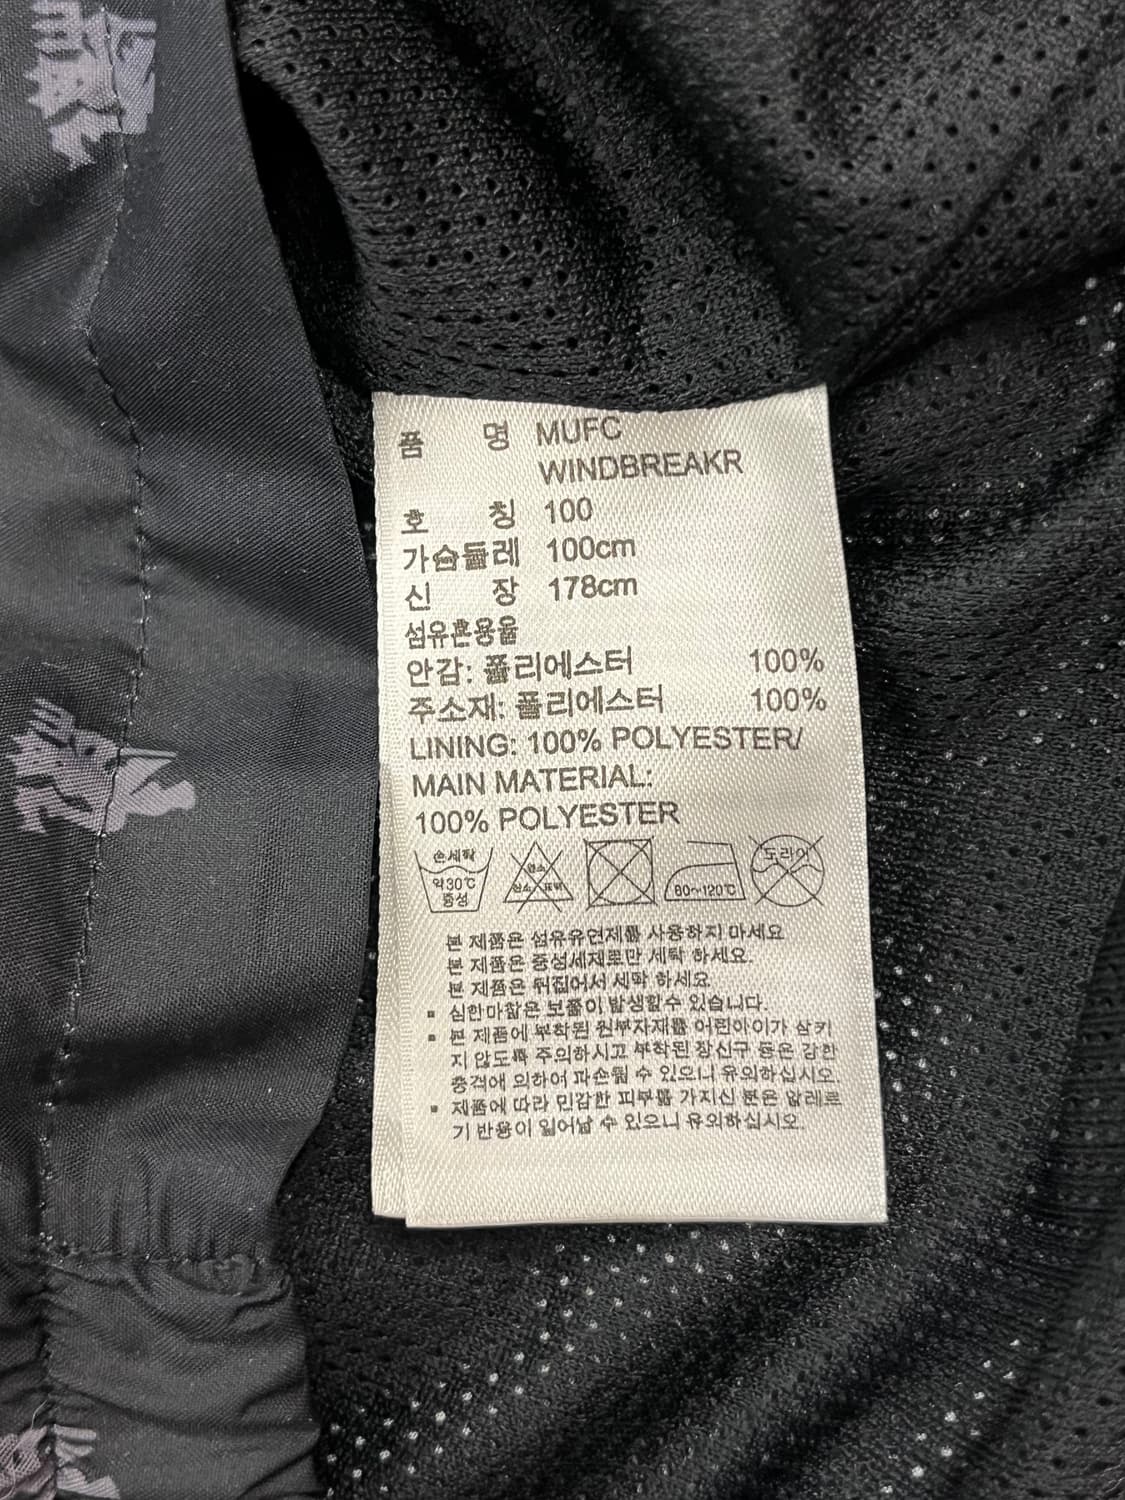 품 명 MUFC
WINDBREAKR
호 칭 100
가슴둘레 100cm
신 장 178cm
섬유혼용율
안감: 폴리에스터 100%
주소재: 폴리에스터 100%
LINING: 100% POLYESTER/
MAIN MATERIAL:
100% POLYESTER
손세탁
약30℃
중성
염소
산소 표백
80~120℃
드라이
본 제품은 섬유유연제를 사용하지 마세요
본 제품은 중성세제로만 세탁 하세요.
본 제품은 뒤집어서 세탁 하세요.
▪ 심한마찰은 보풀이 발생할수 있습니다.
▪ 본 제품에 부착된 원부자재를 어린아이가 삼키
지 않도록 주의하시고 부착된 장신구 등은 강한
충격에 의하여 파손될 수 있으니 유의하십시오.
▪ 제품에 따라 민감한 피부를 가지신 분은 알레르
기 반응이 일어날 수 있으니 유의하십시오.